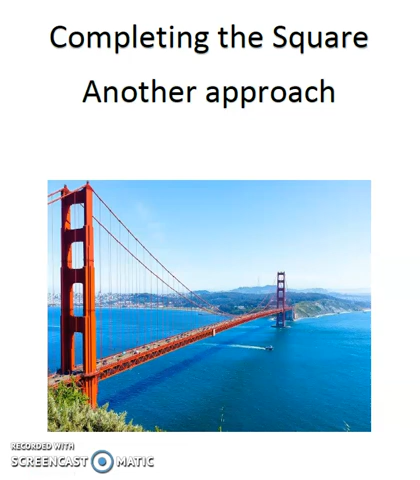 Completing the Square
Another approach
RECORDED WITH
SCREENCAST MATIC